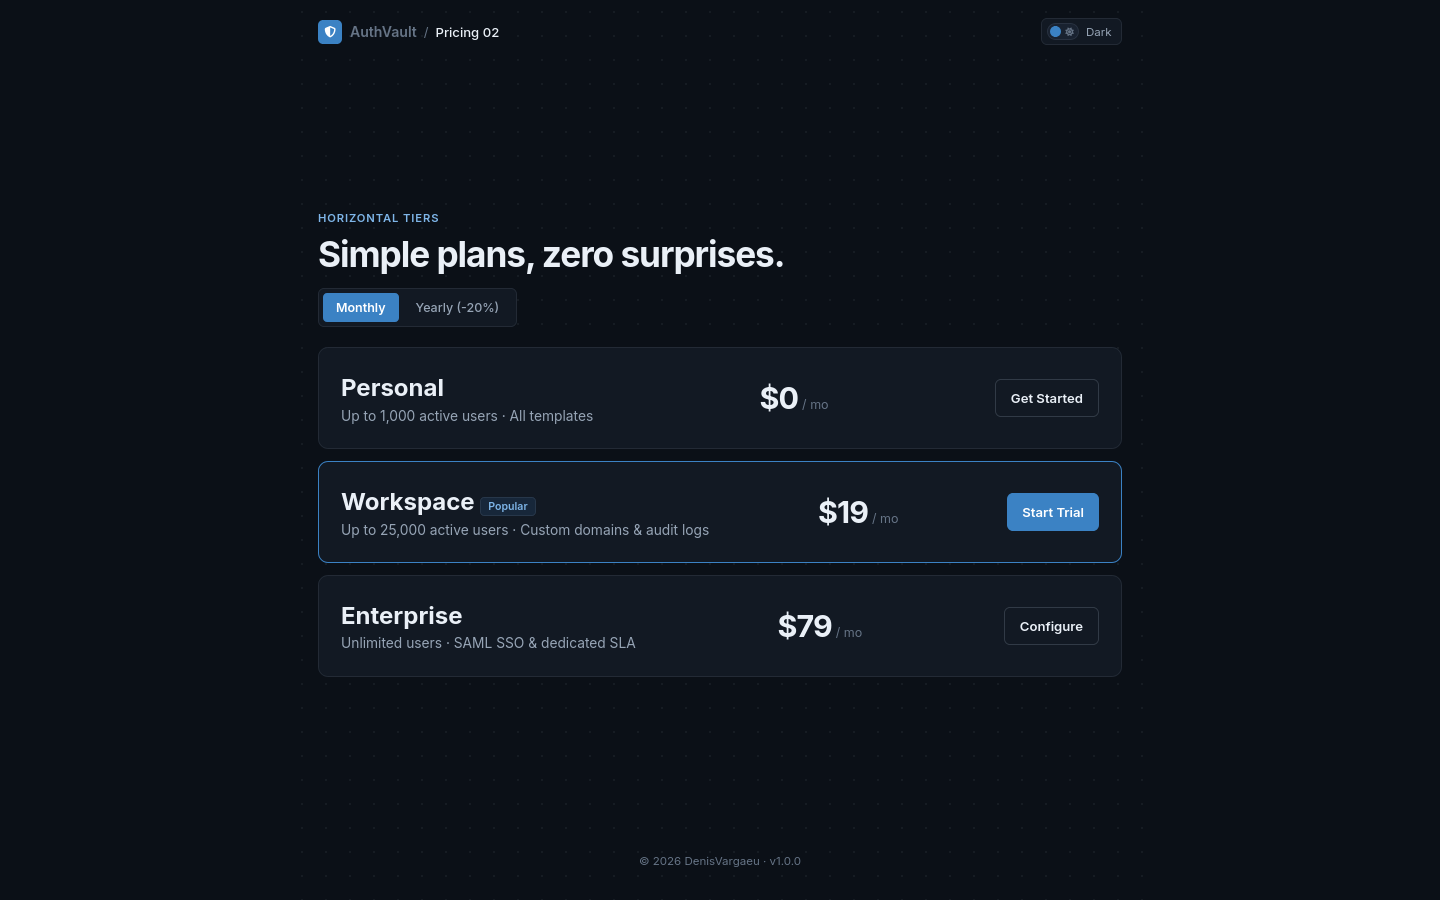 AuthVault / Pricing 02
Dark
HORIZONTAL TIERS
Simple plans, zero surprises.
Monthly Yearly (-20%)
Personal
Up to 1,000 active users · All templates
$0 / mo
Get Started
Workspace Popular
Up to 25,000 active users · Custom domains & audit logs
$19 / mo
Start Trial
Enterprise
Unlimited users · SAML SSO & dedicated SLA
$79 / mo
Configure
© 2026 DenisVargaeu · v1.0.0